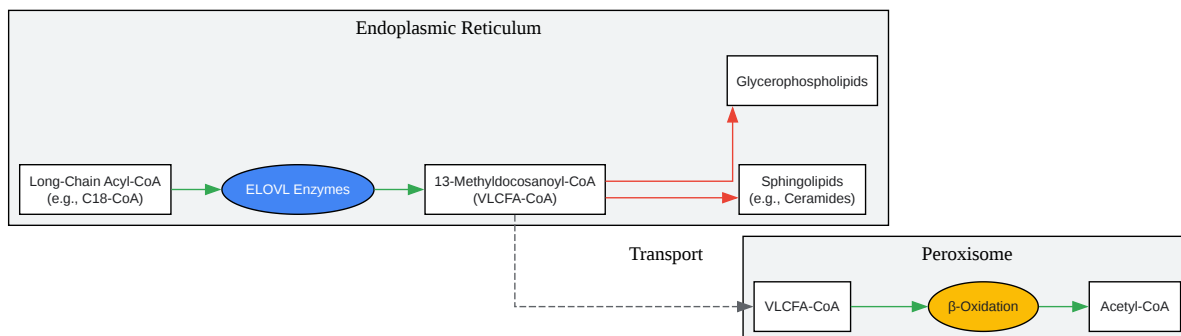 Endoplasmic Reticulum
Glycerophospholipids
Long-Chain Acyl-CoA
(e.g., C18-CoA)
ELOVL Enzymes
13-Methyldocosanoyl-CoA
(VLCFA-CoA)
Sphingolipids
(e.g., Ceramides)
Transport
Peroxisome
VLCFA-CoA
β-Oxidation
Acetyl-CoA